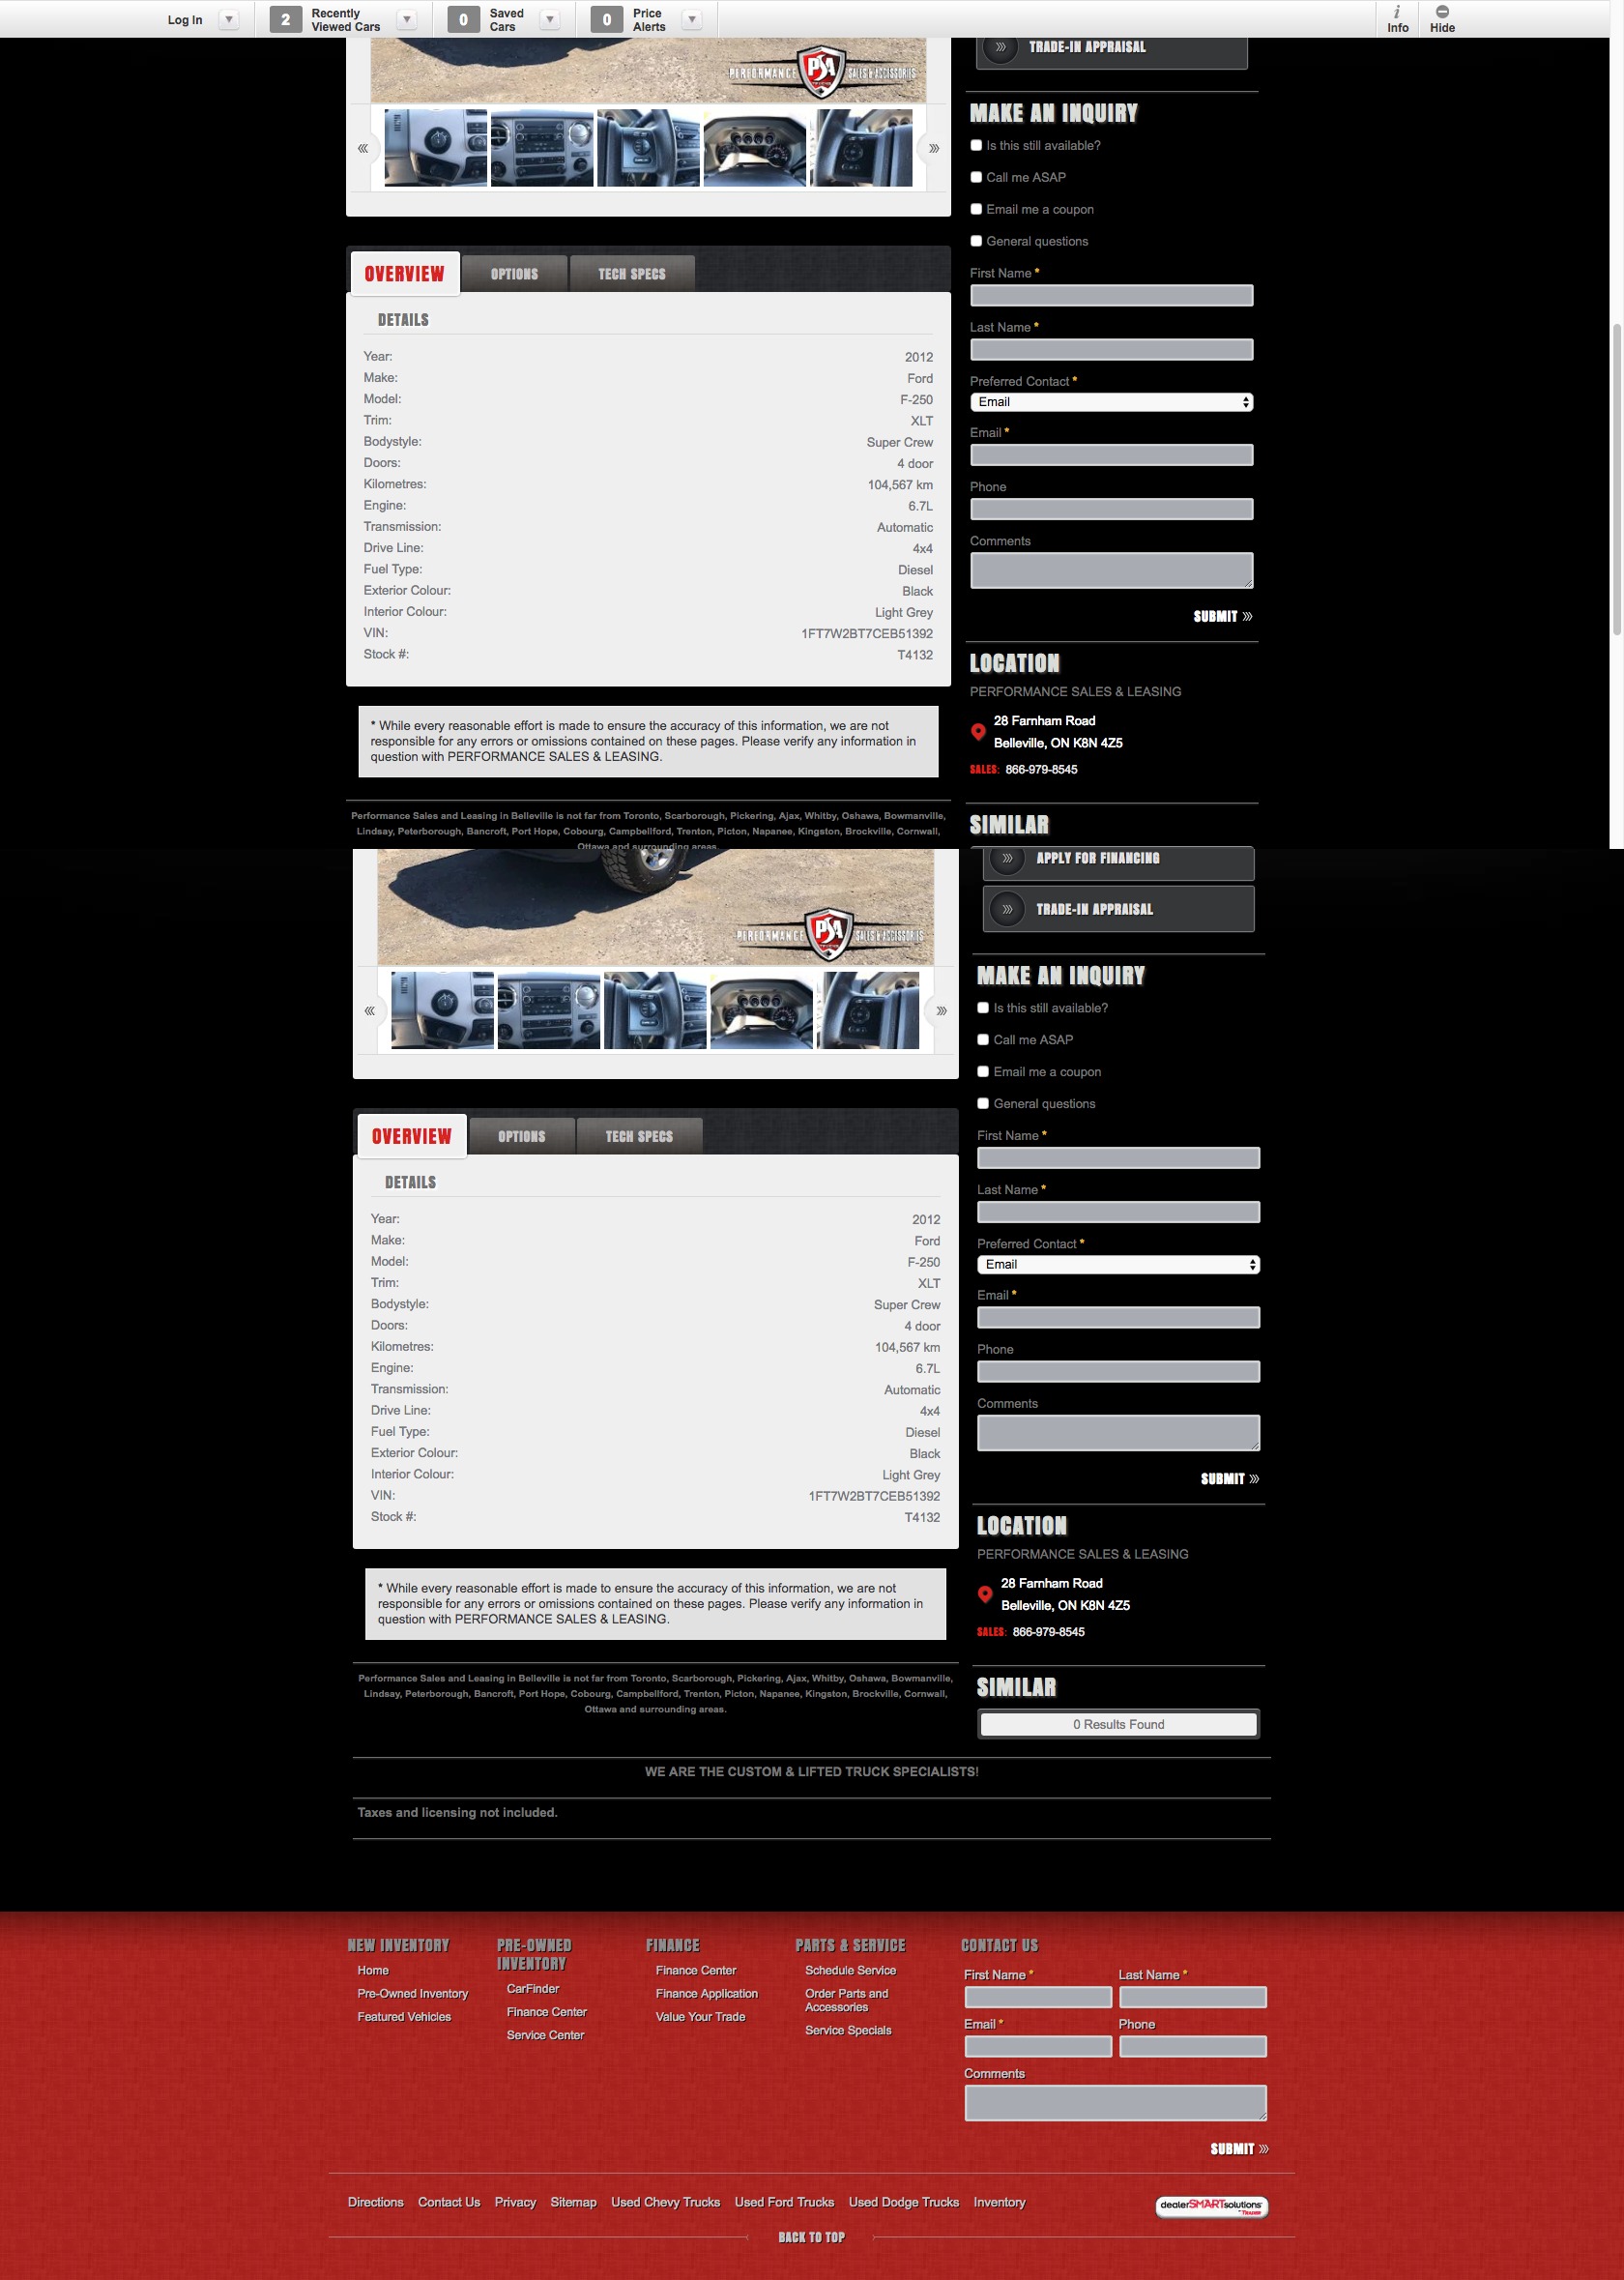 Log In
2 Recently Viewed Cars
0 Saved Cars
0 Price Alerts
i Info
Hide
PERFORMANCE PSA SALES & ACCESSORIES
TRADE-IN APPRAISAL
MAKE AN INQUIRY
Is this still available?
Call me ASAP
Email me a coupon
General questions
First Name *
Last Name *
Preferred Contact *
Email
Email *
Phone
Comments
SUBMIT
LOCATION
PERFORMANCE SALES & LEASING
28 Farnham Road
Belleville, ON K8N 4Z5
SALES: 866-979-8545
SIMILAR
OVERVIEW OPTIONS TECH SPECS
DETAILS
Year: 2012
Make: Ford
Model: F-250
Trim: XLT
Bodystyle: Super Crew
Doors: 4 door
Kilometres: 104,567 km
Engine: 6.7L
Transmission: Automatic
Drive Line: 4x4
Fuel Type: Diesel
Exterior Colour: Black
Interior Colour: Light Grey
VIN: 1FT7W2BT7CEB51392
Stock #: T4132
* While every reasonable effort is made to ensure the accuracy of this information, we are not
responsible for any errors or omissions contained on these pages. Please verify any information in
question with PERFORMANCE SALES & LEASING.
Performance Sales and Leasing in Belleville is not far from Toronto, Scarborough, Pickering, Ajax, Whitby, Oshawa, Bowmanville,
Lindsay, Peterborough, Bancroft, Port Hope, Cobourg, Campbellford, Trenton, Picton, Napanee, Kingston, Brockville, Cornwall,
Ottawa and surrounding areas.
PERFORMANCE PSA SALES & ACCESSORIES
APPLY FOR FINANCING
TRADE-IN APPRAISAL
MAKE AN INQUIRY
Is this still available?
Call me ASAP
Email me a coupon
General questions
First Name *
Last Name *
Preferred Contact *
Email
Email *
Phone
Comments
SUBMIT
LOCATION
PERFORMANCE SALES & LEASING
28 Farnham Road
Belleville, ON K8N 4Z5
SALES: 866-979-8545
SIMILAR
0 Results Found
OVERVIEW OPTIONS TECH SPECS
DETAILS
Year: 2012
Make: Ford
Model: F-250
Trim: XLT
Bodystyle: Super Crew
Doors: 4 door
Kilometres: 104,567 km
Engine: 6.7L
Transmission: Automatic
Drive Line: 4x4
Fuel Type: Diesel
Exterior Colour: Black
Interior Colour: Light Grey
VIN: 1FT7W2BT7CEB51392
Stock #: T4132
* While every reasonable effort is made to ensure the accuracy of this information, we are not
responsible for any errors or omissions contained on these pages. Please verify any information in
question with PERFORMANCE SALES & LEASING.
Performance Sales and Leasing in Belleville is not far from Toronto, Scarborough, Pickering, Ajax, Whitby, Oshawa, Bowmanville,
Lindsay, Peterborough, Bancroft, Port Hope, Cobourg, Campbellford, Trenton, Picton, Napanee, Kingston, Brockville, Cornwall,
Ottawa and surrounding areas.
WE ARE THE CUSTOM & LIFTED TRUCK SPECIALISTS!
Taxes and licensing not included.
NEW INVENTORY
Home
Pre-Owned Inventory
Featured Vehicles
PRE-OWNED
INVENTORY
CarFinder
Finance Center
Service Center
FINANCE
Finance Center
Finance Application
Value Your Trade
PARTS & SERVICE
Schedule Service
Order Parts and
Accessories
Service Specials
CONTACT US
First Name * Last Name *
Email * Phone
Comments
SUBMIT
Directions Contact Us Privacy Sitemap Used Chevy Trucks Used Ford Trucks Used Dodge Trucks Inventory
dealerSMARTsolutions
BACK TO TOP